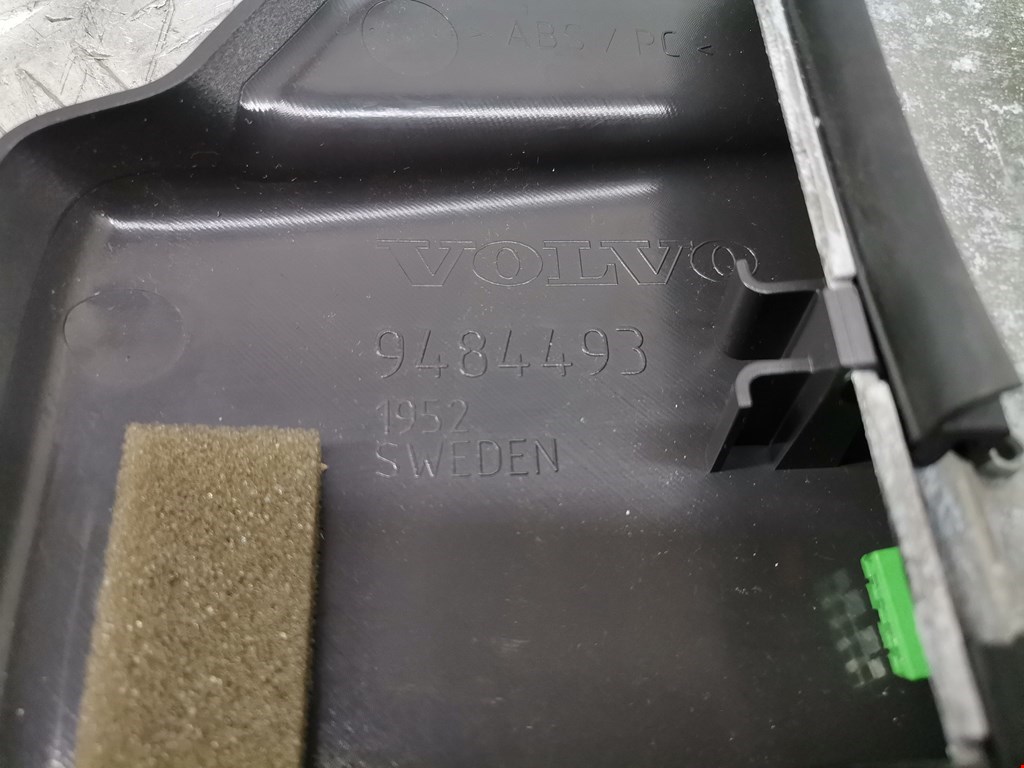 ABS / PC <
VOLVO
9484493
1952
SWEDEN